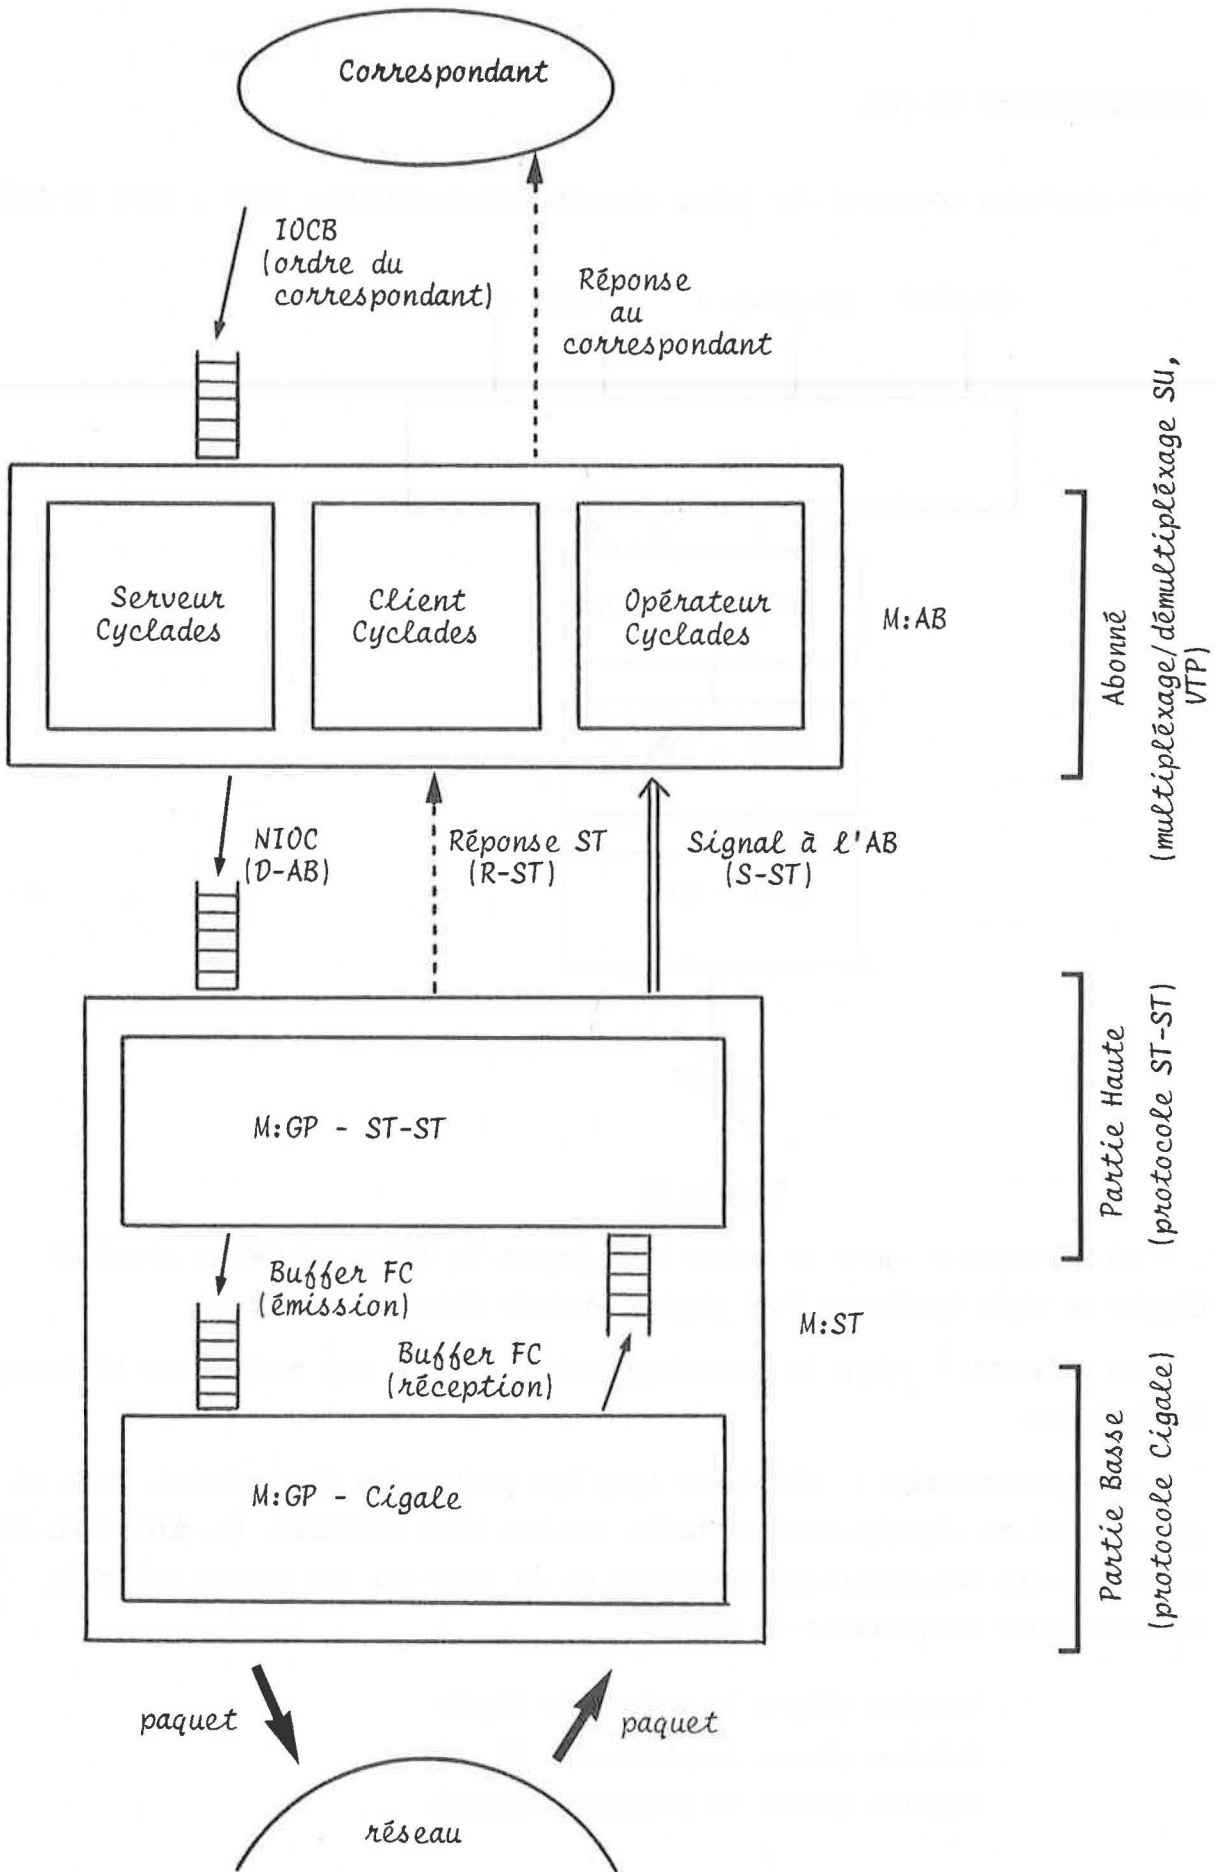 Correspondant
IOCB
(ordre du
correspondant)
Réponse
au
correspondant
Serveur
Cyclades
Client
Cyclades
Opérateur
Cyclades
M:AB
Abonné
(multipléxage/démultipléxage SU,
VTP)
NIOC
(D-AB)
Réponse ST
(R-ST)
Signal à l'AB
(S-ST)
M:GP - ST-ST
Partie Haute
(protocole ST-ST)
Buffer FC
(émission)
Buffer FC
(réception)
M:ST
M:GP - Cigale
Partie Basse
(protocole Cigale)
paquet
paquet
réseau